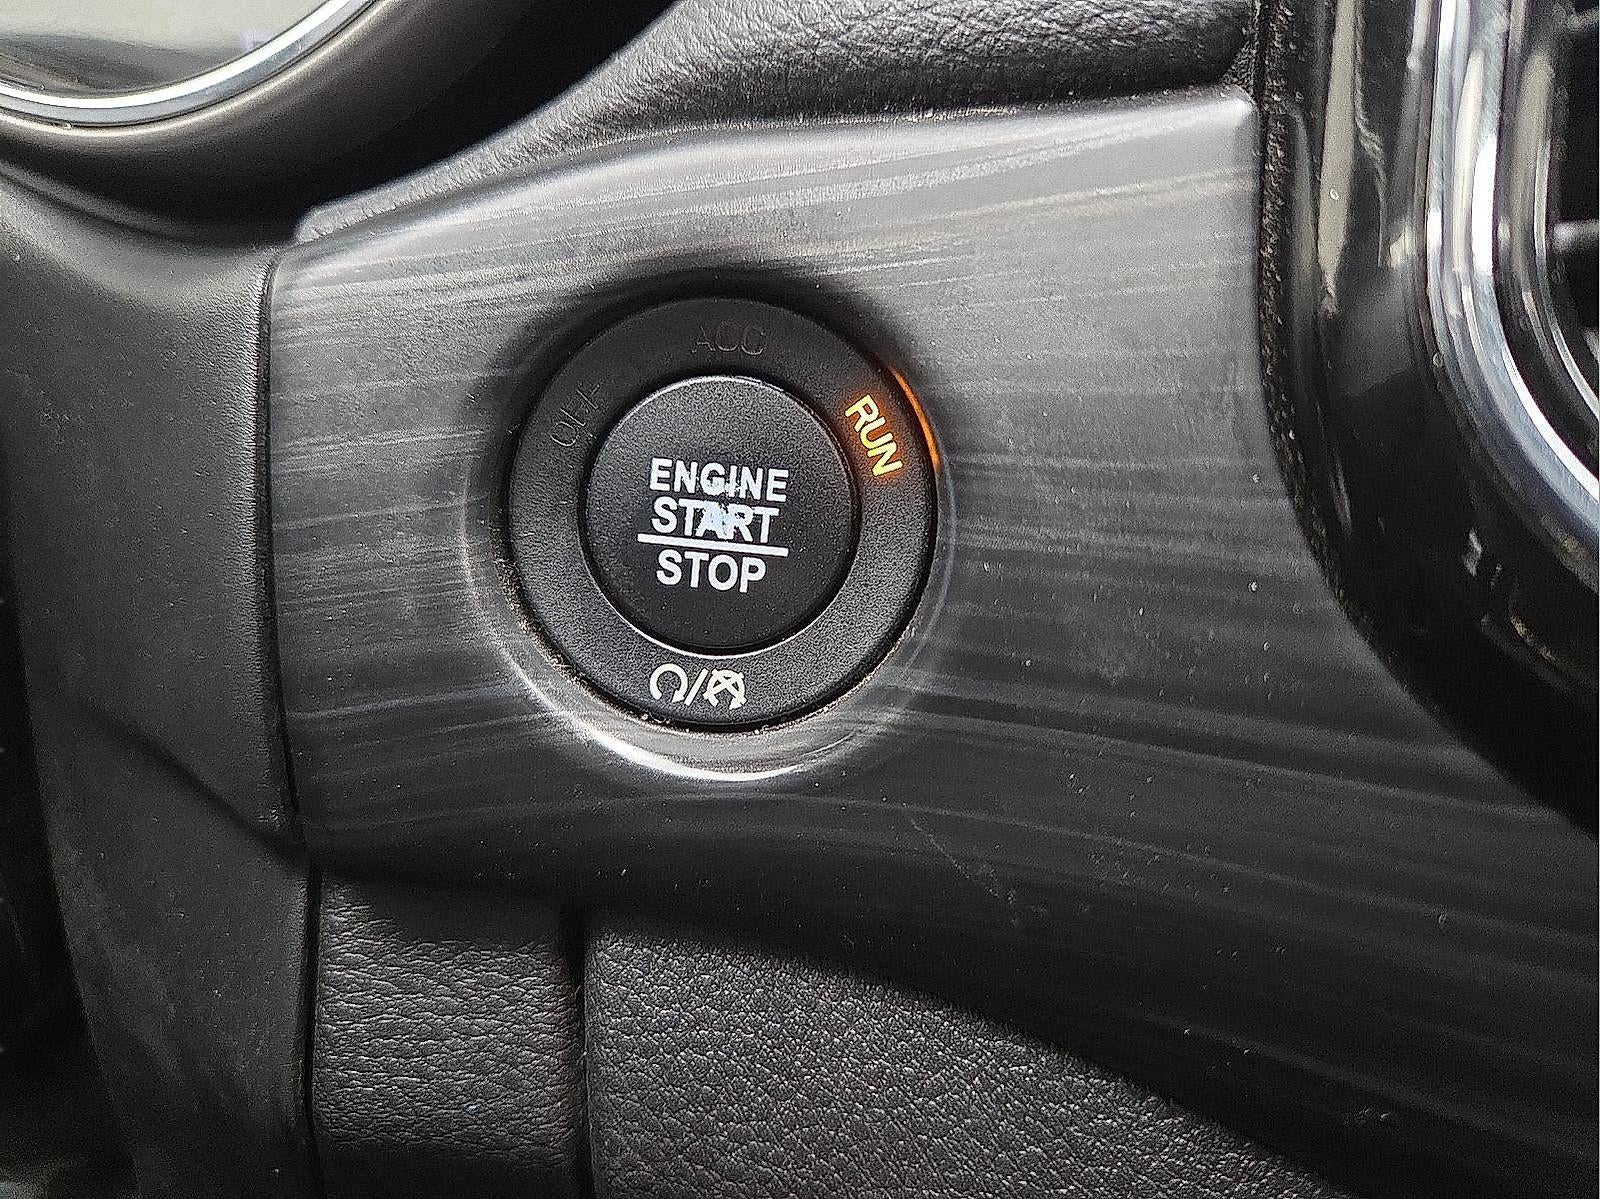 ACC
OFF
RUN
ENGINE
START
STOP